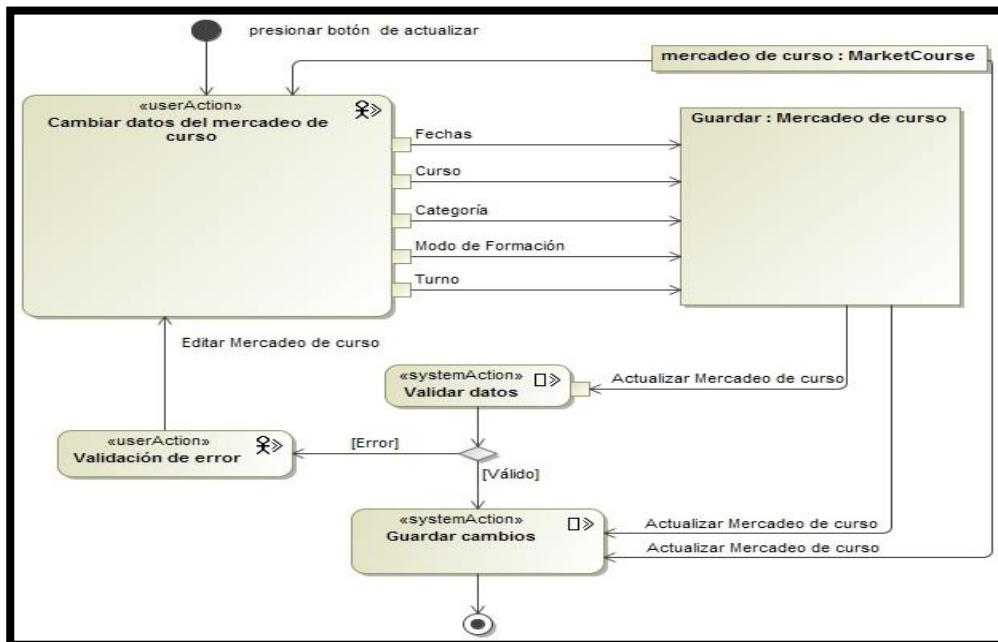 presionar botón de actualizar
mercadeo de curso : MarketCourse
«userAction»
Cambiar datos del mercadeo de
curso
Guardar : Mercadeo de curso
Fechas
Curso
Categoría
Modo de Formación
Turno
Editar Mercadeo de curso
«systemAction»
Validar datos
Actualizar Mercadeo de curso
«userAction»
Validación de error
[Error]
[Válido]
«systemAction»
Guardar cambios
Actualizar Mercadeo de curso
Actualizar Mercadeo de curso